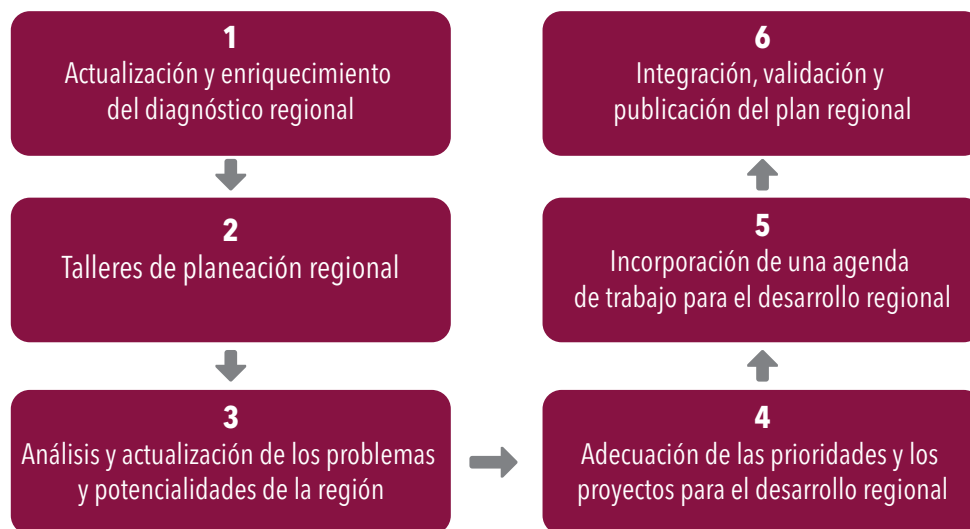 1
Actualización y enriquecimiento
del diagnóstico regional
2
Talleres de planeación regional
3
Análisis y actualización de los problemas
y potencialidades de la región
4
Adecuación de las prioridades y los
proyectos para el desarrollo regional
5
Incorporación de una agenda
de trabajo para el desarrollo regional
6
Integración, validación y
publicación del plan regional